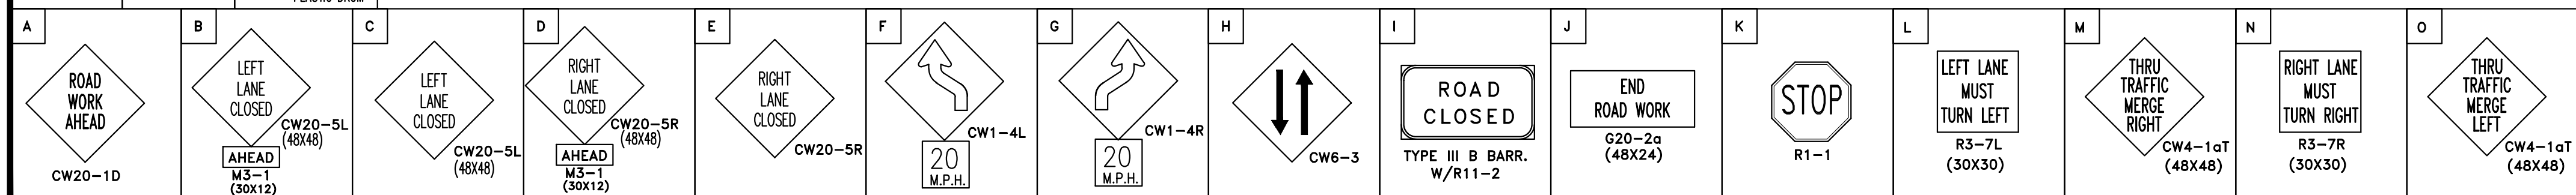 PLASTIC DRUM
A
ROAD
WORK
AHEAD
CW20-1D
B
LEFT
LANE
CLOSED
CW20-5L
(48X48)
AHEAD
M3-1
(30X12)
C
LEFT
LANE
CLOSED
CW20-5L
(48X48)
D
RIGHT
LANE
CLOSED
CW20-5R
(48X48)
AHEAD
M3-1
(30X12)
E
RIGHT
LANE
CLOSED
CW20-5R
F
CW1-4L
20
M.P.H.
G
CW1-4R
20
M.P.H.
H
CW6-3
I
ROAD
CLOSED
TYPE III B BARR.
W/R11-2
J
END
ROAD WORK
G20-2a
(48X24)
K
STOP
R1-1
L
LEFT LANE
MUST
TURN LEFT
R3-7L
(30X30)
M
THRU
TRAFFIC
MERGE
RIGHT
CW4-1aT
(48X48)
N
RIGHT LANE
MUST
TURN RIGHT
R3-7R
(30X30)
O
THRU
TRAFFIC
MERGE
LEFT
CW4-1aT
(48X48)